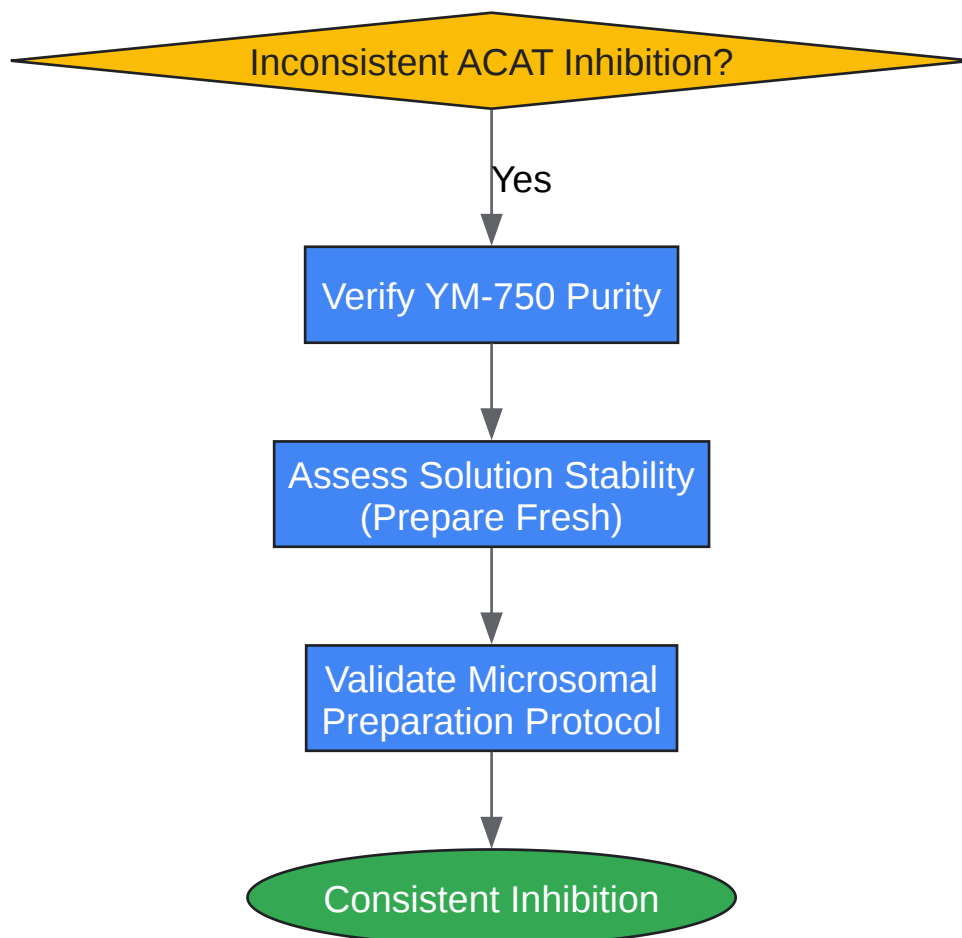 Inconsistent ACAT Inhibition?
Yes
Verify YM-750 Purity
Assess Solution Stability
(Prepare Fresh)
Validate Microsomal
Preparation Protocol
Consistent Inhibition